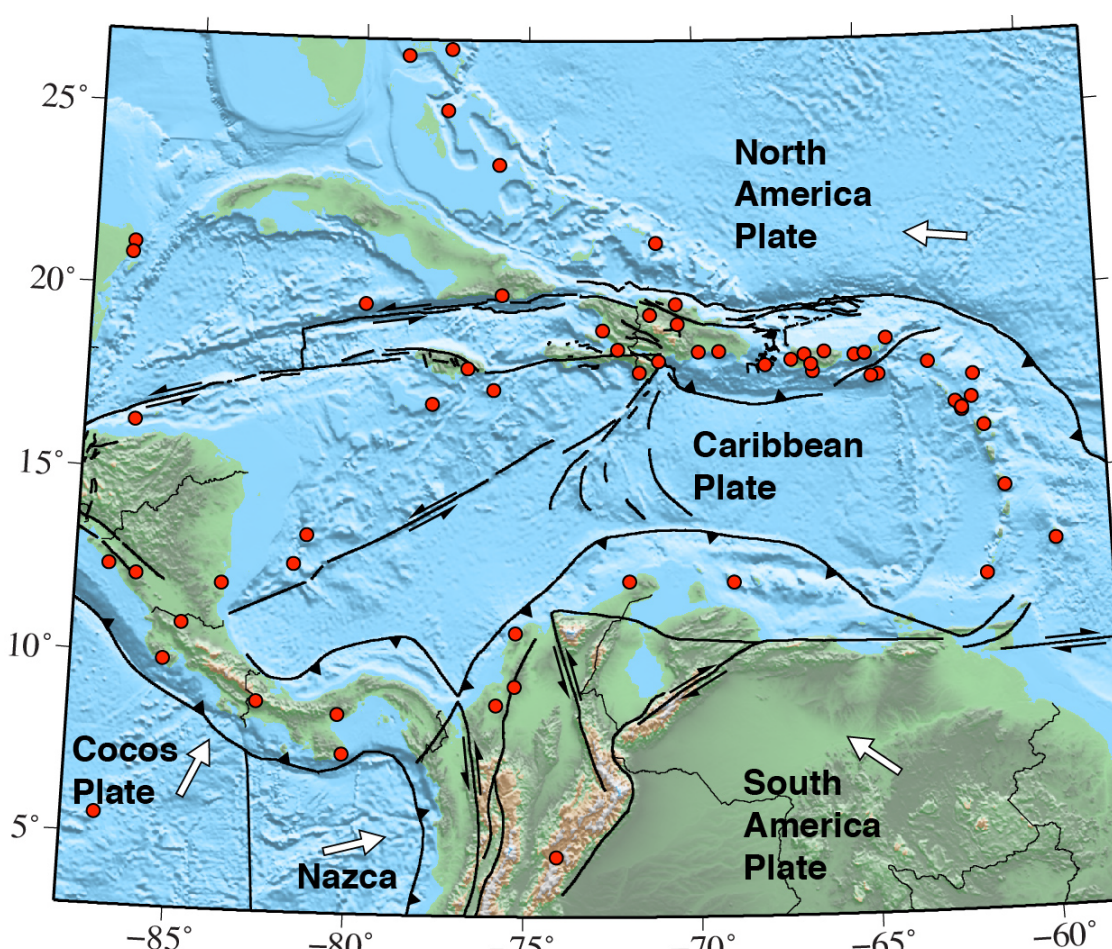 25°
North
America
Plate
20°
Caribbean
Plate
15°
10°
Cocos
Plate
South
America
Plate
5°
Nazca
−85°
−80°
−75°
−70°
−65°
−60°